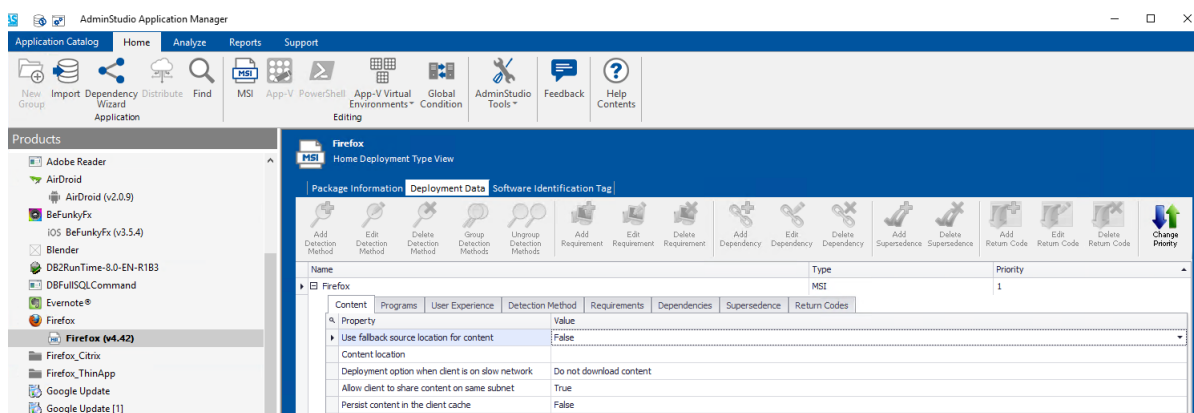 AdminStudio Application Manager
Application Catalog Home Analyze Reports Support
New Group Import Dependency Wizard Distribute Find MSI App-V PowerShell App-V Virtual Environments Global Condition AdminStudio Tools Feedback Help Contents
Application Editing
Products
Adobe Reader
AirDroid
AirDroid (v2.0.9)
BeFunkyFx
iOS BeFunkyFx (v3.5.4)
Blender
DB2RunTime-8.0-EN-R1B3
DBFullSQLCommand
Evernote®
Firefox
Firefox (v4.42)
Firefox_Citrix
Firefox_ThinApp
Google Update
Google Update [1]
MSI
Firefox
Home Deployment Type View
Package Information Deployment Data Software Identification Tag
Add Detection Method Edit Detection Method Delete Detection Method Group Detection Methods Ungroup Detection Methods Add Requirement Edit Requirement Delete Requirement Add Dependency Edit Dependency Delete Dependency Add Supersedence Delete Supersedence Add Return Code Edit Return Code Delete Return Code Change Priority
Name Type Priority
Firefox MSI 1
Content Programs User Experience Detection Method Requirements Dependencies Supersedence Return Codes
Property Value
Use fallback source location for content False
Content location
Deployment option when client is on slow network Do not download content
Allow client to share content on same subnet True
Persist content in the client cache False